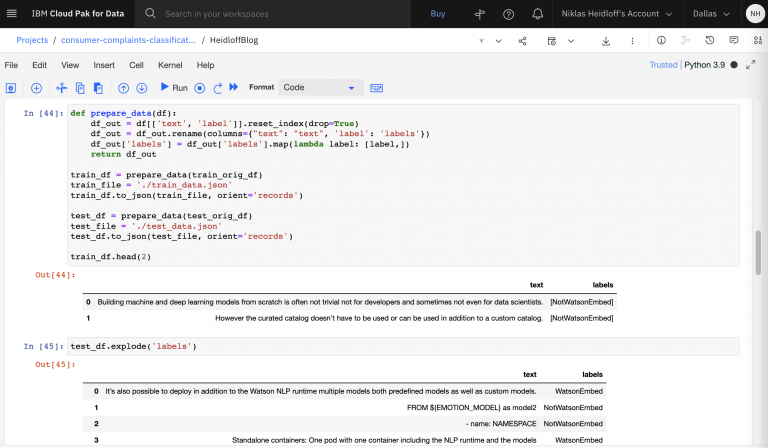 IBM Cloud Pak for Data Search in your workspaces Buy Niklas Heidloff's Account Dallas NH
Projects / consumer-complaints-classificat... / HeidloffBlog
File Edit View Insert Cell Kernel Help Trusted Python 3.9
Run Format Code
In [44]: def prepare_data(df):
df_out = df[['text', 'label']].reset_index(drop=True)
df_out = df_out.rename(columns={"text": "text", 'label': 'labels'})
df_out['labels'] = df_out['labels'].map(lambda label: [label,])
return df_out
train_df = prepare_data(train_orig_df)
train_file = './train_data.json'
train_df.to_json(train_file, orient='records')
test_df = prepare_data(test_orig_df)
test_file = './test_data.json'
test_df.to_json(test_file, orient='records')
train_df.head(2)
Out[44]:
text labels
0 Building machine and deep learning models from scratch is often not trivial not for developers and sometimes not even for data scientists. [NotWatsonEmbed]
1 However the curated catalog doesn't have to be used or can be used in addition to a custom catalog. [NotWatsonEmbed]
In [45]: test_df.explode('labels')
Out[45]:
text labels
0 It's also possible to deploy in addition to the Watson NLP runtime multiple models both predefined models as well as custom models. WatsonEmbed
1 FROM ${EMOTION_MODEL} as model2 NotWatsonEmbed
2 - name: NAMESPACE NotWatsonEmbed
3 Standalone containers: One pod with one container including the NLP runtime and the models WatsonEmbed